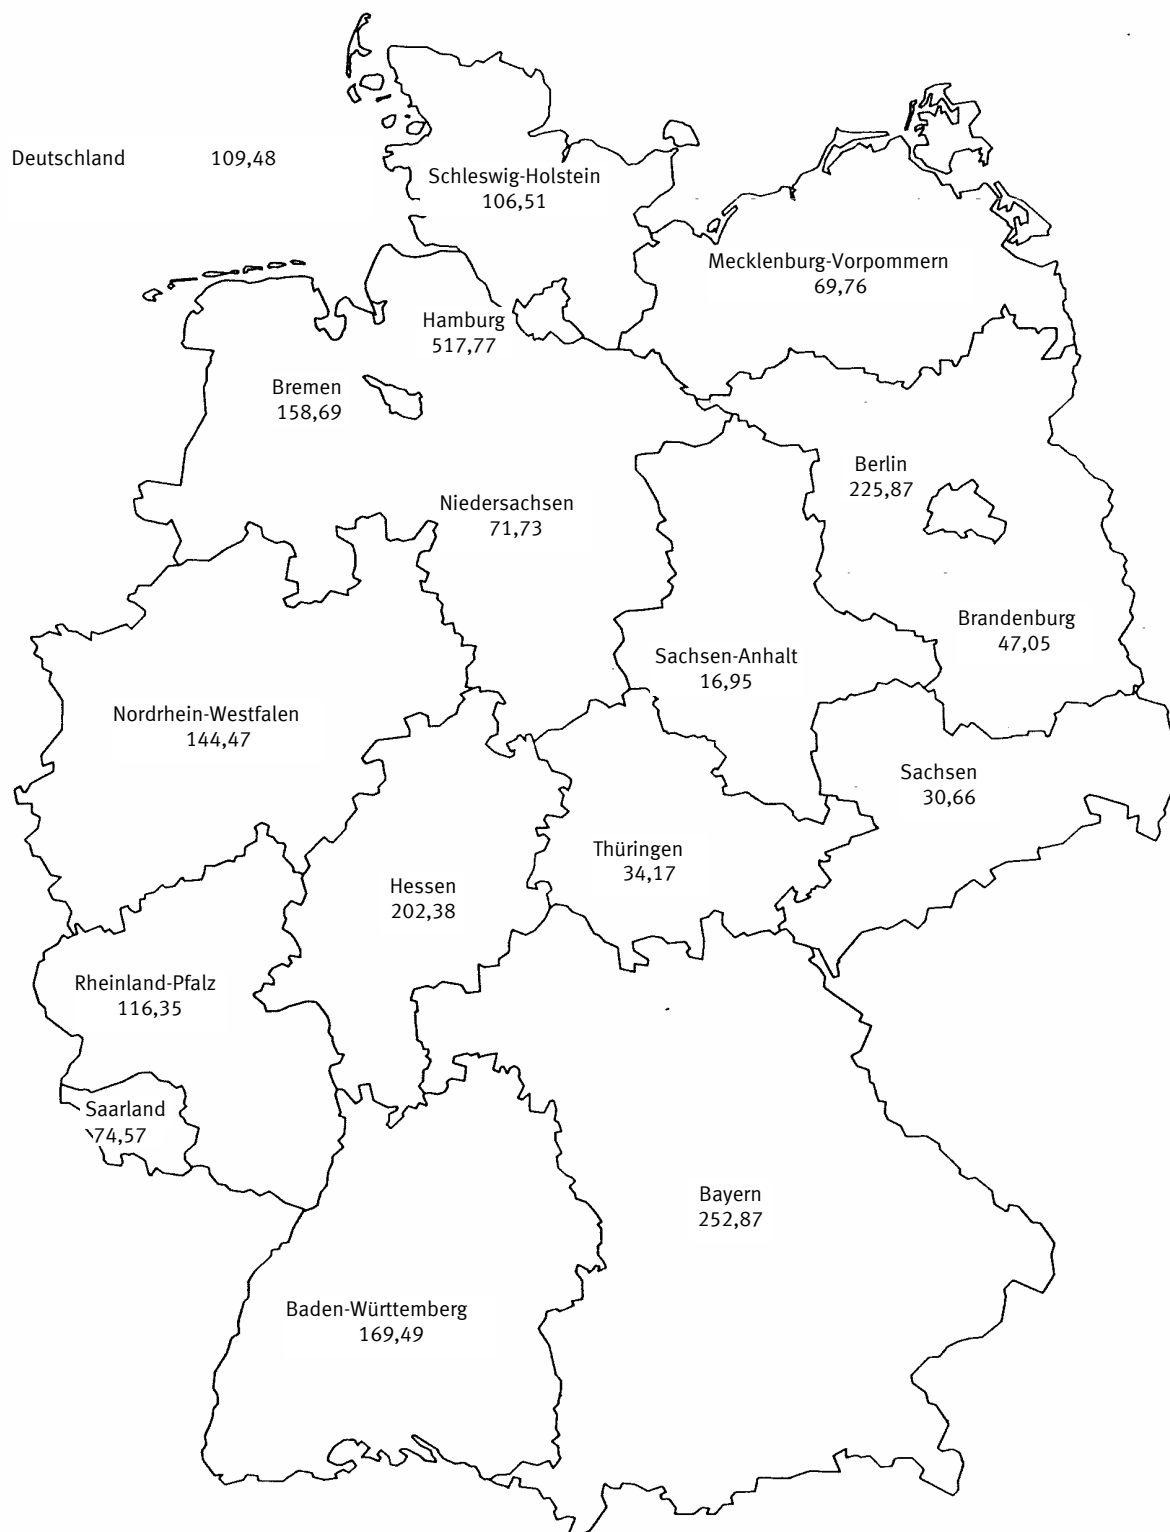 Deutschland 109,48
Schleswig-Holstein
106,51
Mecklenburg-Vorpommern
69,76
Hamburg
517,77
Bremen
158,69
Berlin
225,87
Niedersachsen
71,73
Brandenburg
47,05
Sachsen-Anhalt
16,95
Nordrhein-Westfalen
144,47
Sachsen
30,66
Thüringen
34,17
Hessen
202,38
Rheinland-Pfalz
116,35
Saarland
74,57
Bayern
252,87
Baden-Württemberg
169,49